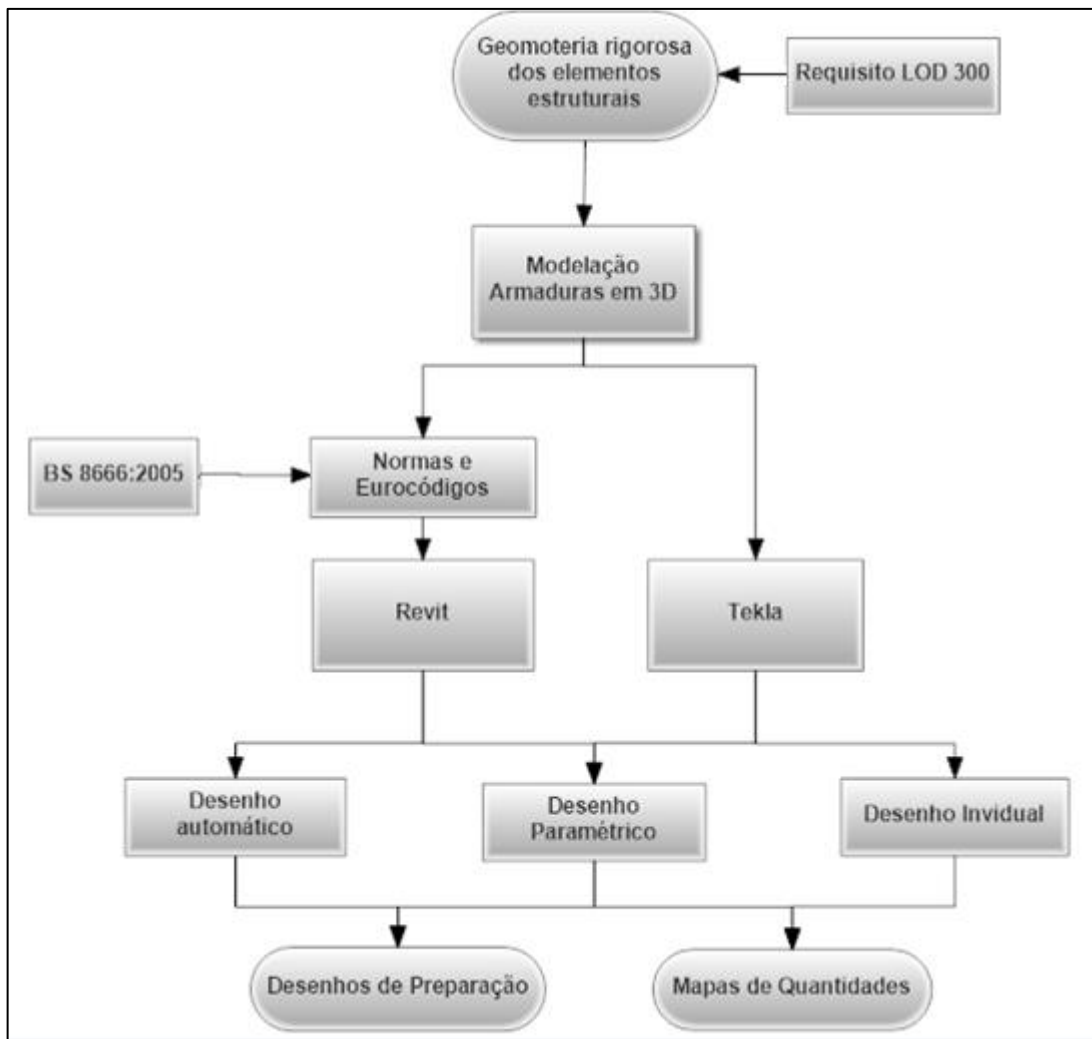 Geomoteria rigorosa
dos elementos
estruturais
Requisito LOD 300
Modelação
Armaduras em 3D
BS 8666:2005
Normas e
Eurocódigos
Revit
Tekla
Desenho
automático
Desenho
Paramétrico
Desenho Invidual
Desenhos de Preparação
Mapas de Quantidades